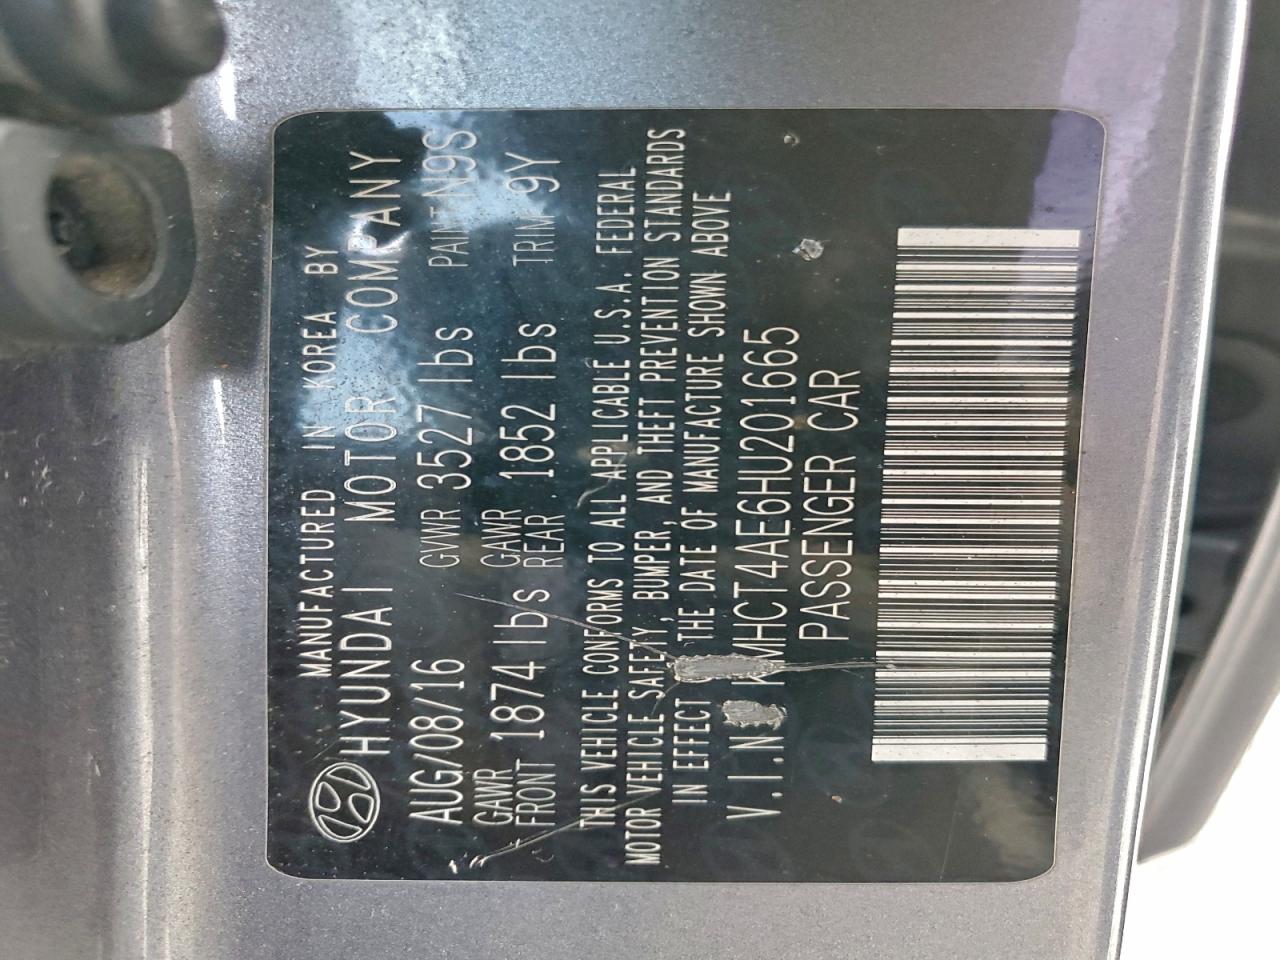 MANUFACTURED IN KOREA BY
HYUNDAI MOTOR COMPANY
AUG/08/16 GVWR 3527 lbs PAINT N9S
GAWR FRONT 1874 lbs GAWR REAR 1852 lbs TRIM 9Y
THIS VEHICLE CONFORMS TO ALL APPLICABLE U.S.A. FEDERAL
MOTOR VEHICLE SAFETY, BUMPER, AND THEFT PREVENTION STANDARDS
IN EFFECT THE DATE OF MANUFACTURE SHOWN ABOVE
V.I.N KMHCT4AE6HU201665
PASSENGER CAR